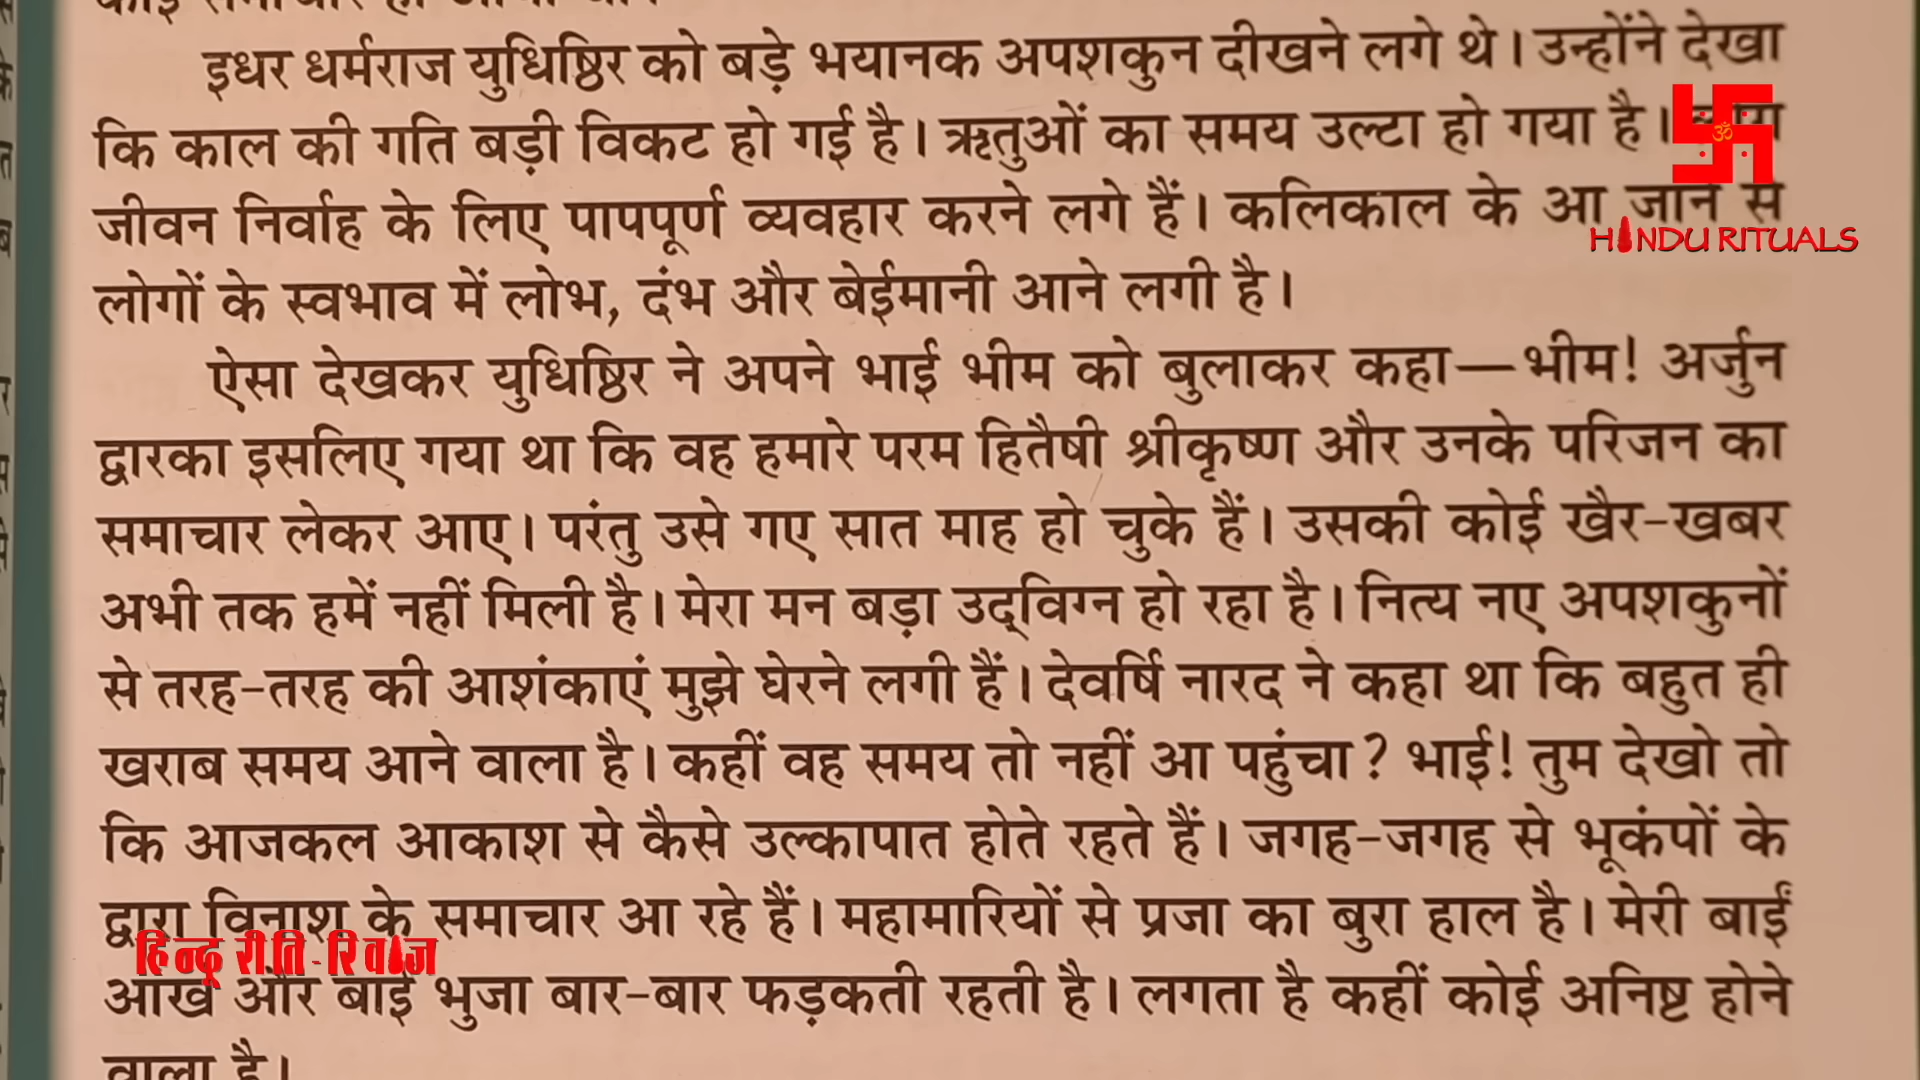 इधर धर्मराज युधिष्ठिर को बड़े भयानक अपशकुन दीखने लगे थे। उन्होंने देखा
कि काल की गति बड़ी विकट हो गई है। ऋतुओं का समय उल्टा हो गया है।
जीवन निर्वाह के लिए पापपूर्ण व्यवहार करने लगे हैं। कलिकाल के आ जाने से
HINDU RITUALS
लोगों के स्वभाव में लोभ, दंभ और बेईमानी आने लगी है।
ऐसा देखकर युधिष्ठिर ने अपने भाई भीम को बुलाकर कहा—भीम! अर्जुन
द्वारका इसलिए गया था कि वह हमारे परम हितैषी श्रीकृष्ण और उनके परिजन का
समाचार लेकर आए। परंतु उसे गए सात माह हो चुके हैं। उसकी कोई खैर-खबर
अभी तक हमें नहीं मिली है। मेरा मन बड़ा उद्‌विग्न हो रहा है। नित्य नए अपशकुनों
से तरह-तरह की आशंकाएं मुझे घेरने लगी हैं। देवर्षि नारद ने कहा था कि बहुत ही
खराब समय आने वाला है। कहीं वह समय तो नहीं आ पहुंचा? भाई! तुम देखो तो
कि आजकल आकाश से कैसे उल्कापात होते रहते हैं। जगह-जगह से भूकंपों के
द्वारा विनाश के समाचार आ रहे हैं। महामारियों से प्रजा का बुरा हाल है। मेरी बाईं
हिन्दू रीति-रिवाज
आंख और बाईं भुजा बार-बार फड़कती रहती है। लगता है कहीं कोई अनिष्ट होने
वाला है।